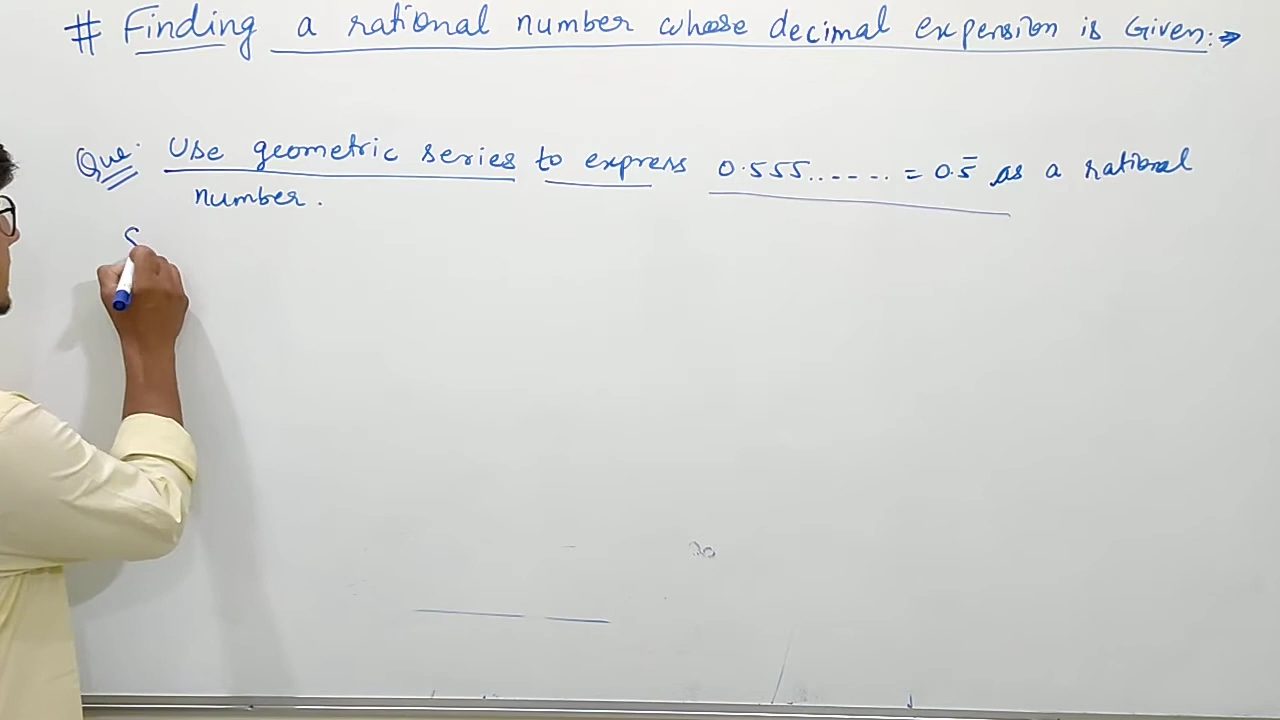 # Finding a rational number whose decimal expension is Given:→
Que. Use geometric series to express 0.555...... = 0.5̅ as a rational
number.
S